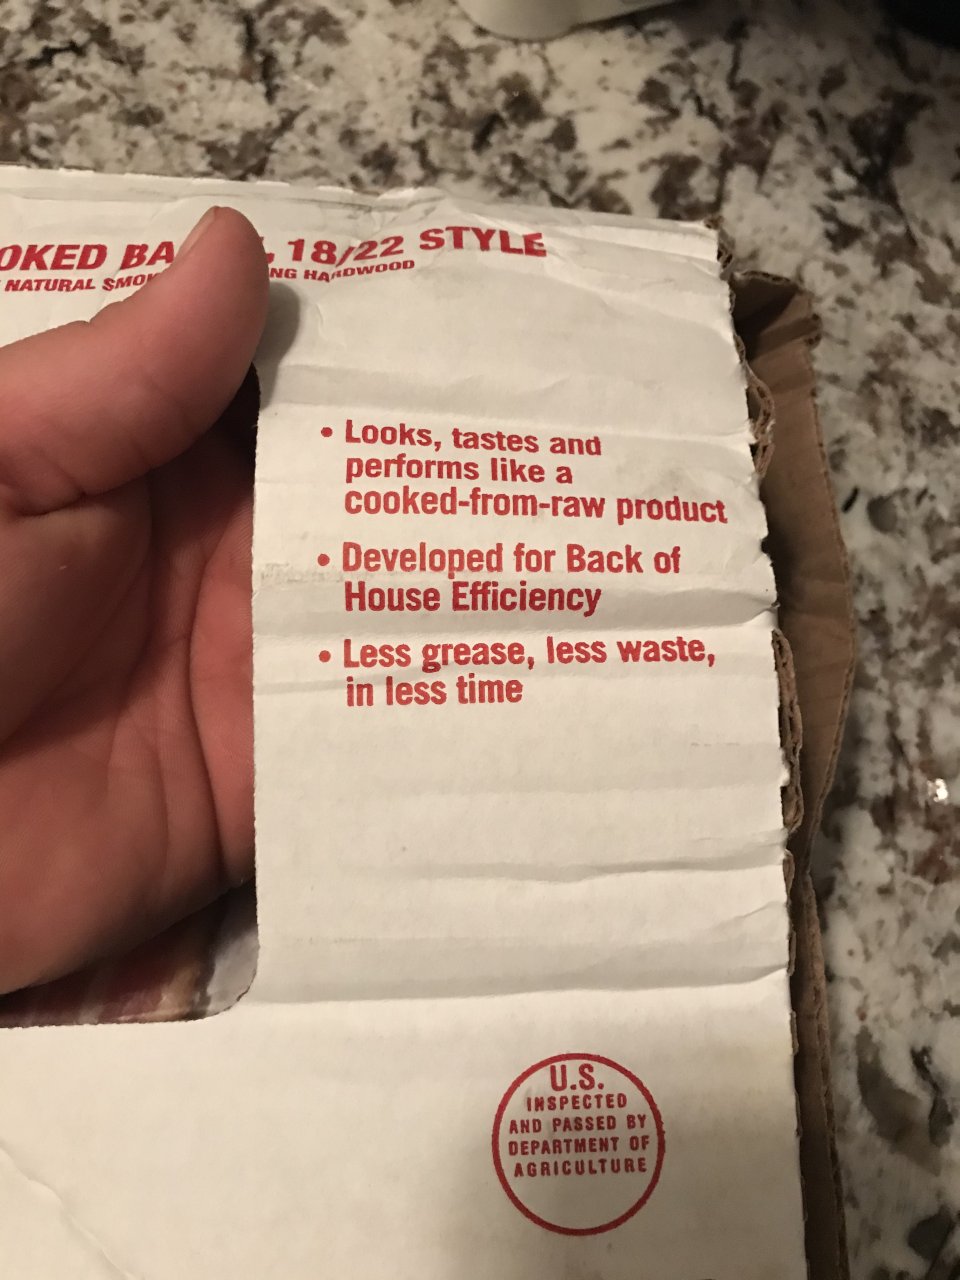 OKED BA , 18/22 STYLE
NATURAL SMOK NG HARDWOOD
• Looks, tastes and
performs like a
cooked-from-raw product
• Developed for Back of
House Efficiency
• Less grease, less waste,
in less time
U.S.
INSPECTED
AND PASSED BY
DEPARTMENT OF
AGRICULTURE